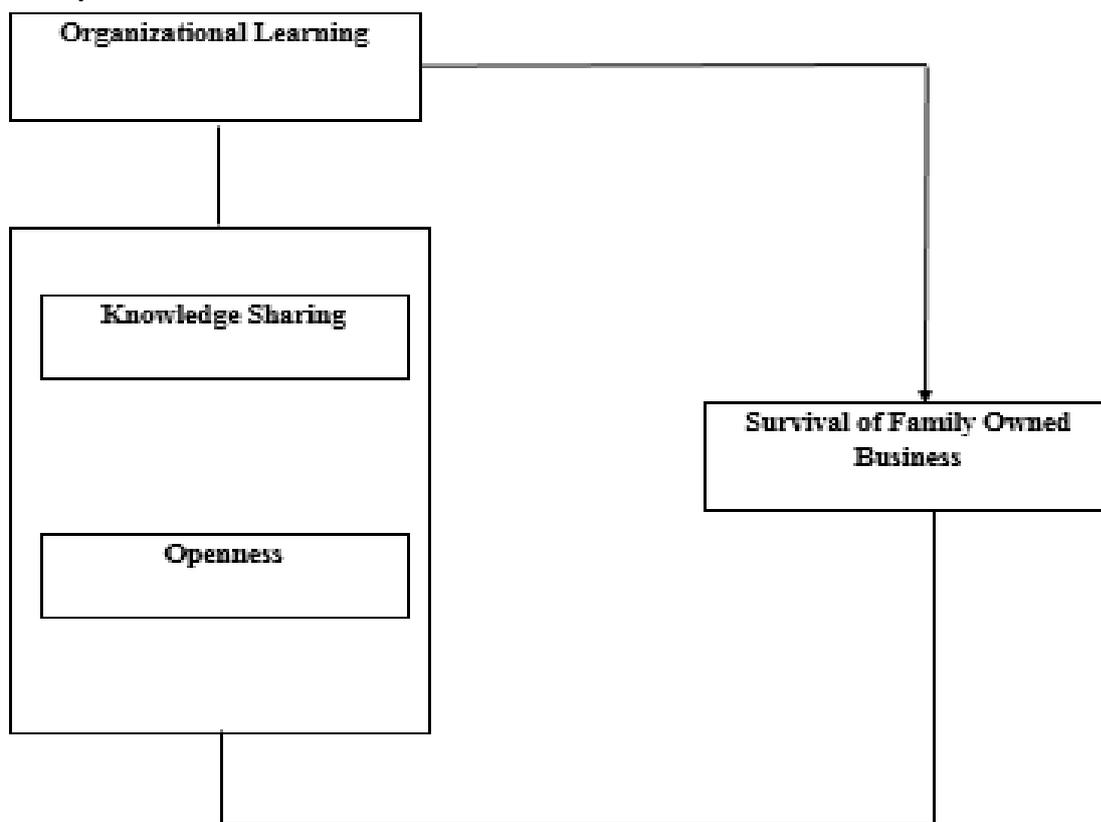 Organizational Learning
Knowledge Sharing
Survival of Family Owned
Business
Openness